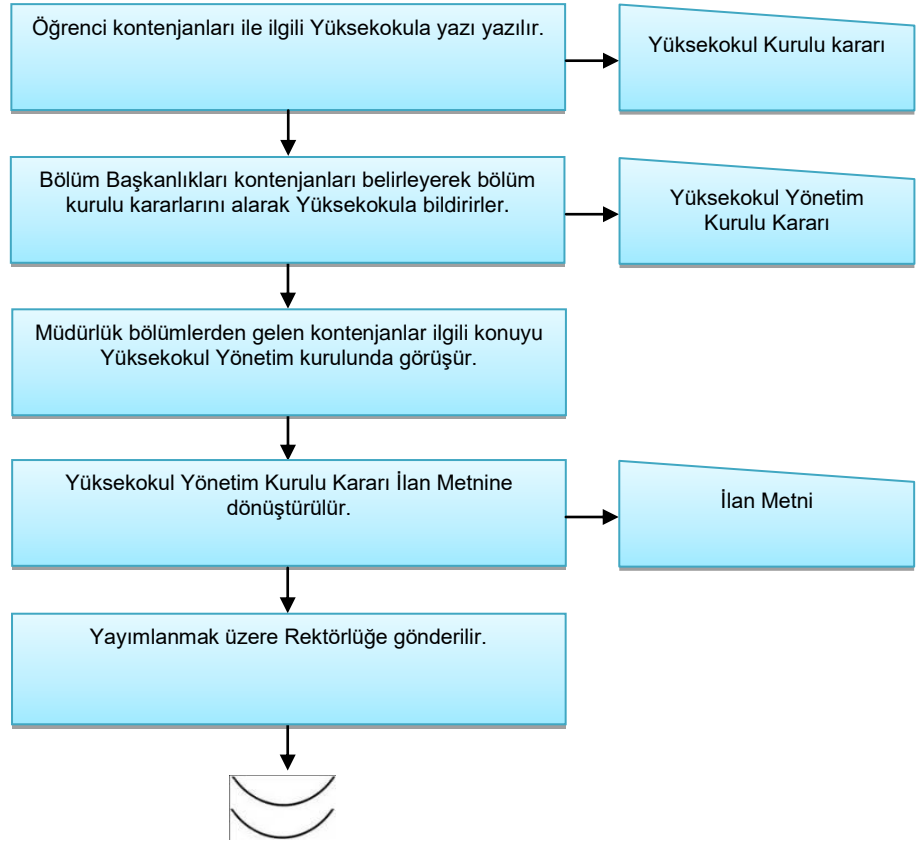 Öğrenci kontenjanları ile ilgili Yüksekokula yazı yazılır.
Yüksekokul Kurulu kararı
Bölüm Başkanlıkları kontenjanları belirleyerek bölüm
kurulu kararlarını alarak Yüksekokula bildirirler.
Yüksekokul Yönetim
Kurulu Kararı
Müdürlük bölümlerden gelen kontenjanlar ilgili konuyu
Yüksekokul Yönetim kurulunda görüşür.
Yüksekokul Yönetim Kurulu Kararı İlan Metnine
dönüştürülür.
İlan Metni
Yayımlanmak üzere Rektörlüğe gönderilir.